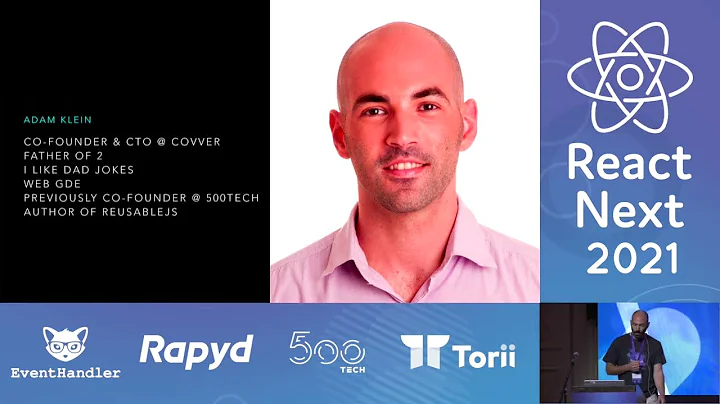 ADAM KLEIN
CO-FOUNDER & CTO @ COVVER
FATHER OF 2
I LIKE DAD JOKES
WEB GDE
PREVIOUSLY CO-FOUNDER @ 500TECH
AUTHOR OF REUSABLEJS
React
Next
2021
EventHandler
Rapyd
500
TECH
Torii